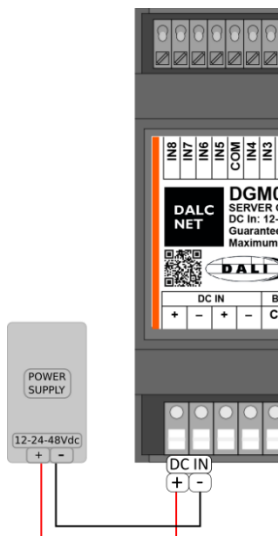 IN8 IN7 IN6 IN5 COM IN4 IN3
DALC
NET
DGM0
SERVER
DC In: 12-
Guarantee
Maximum
DALI
DC IN
B
+ - + - C
POWER
SUPPLY
12-24-48Vdc
+ -
DC IN
+ -